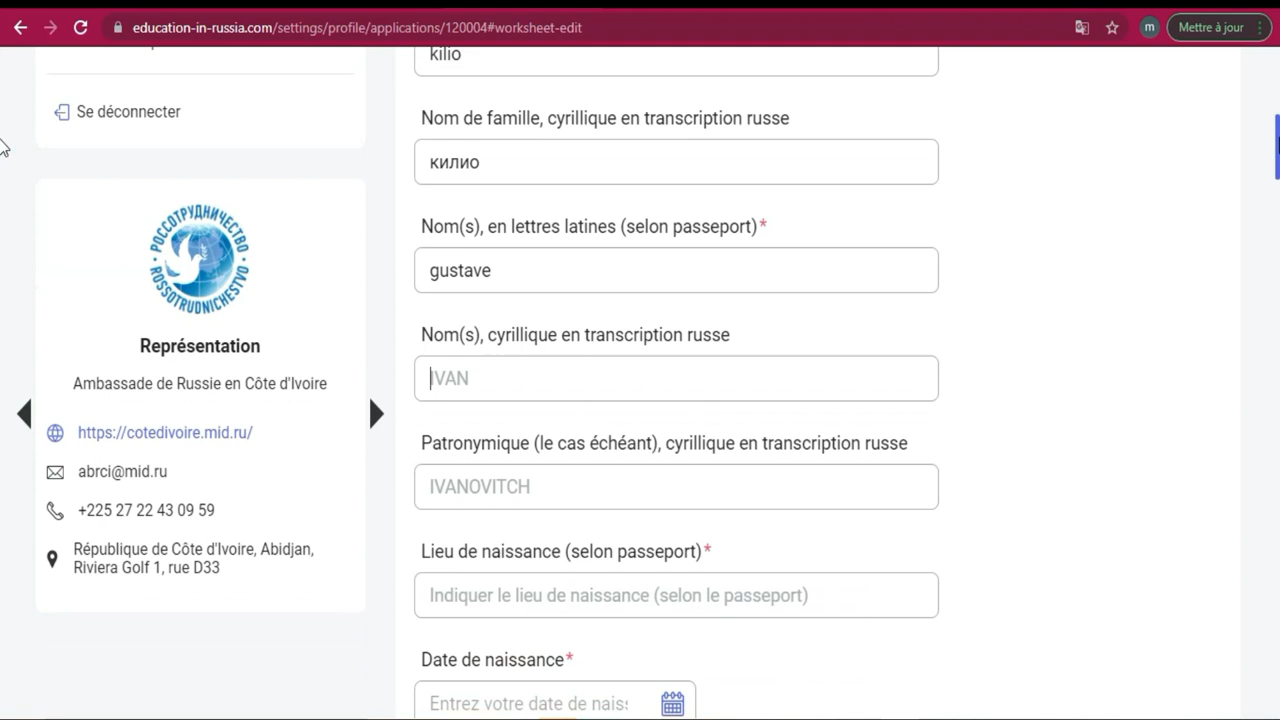 education-in-russia.com/settings/profile/applications/120004#worksheet-edit
m
Mettre à jour
Se déconnecter
РОССОТРУДНИЧЕСТВО
ROSSOTRUDNICHESTVO
Représentation
Ambassade de Russie en Côte d'Ivoire
https://cotedivoire.mid.ru/
abrci@mid.ru
+225 27 22 43 09 59
République de Côte d'Ivoire, Abidjan,
Riviera Golf 1, rue D33
kilio
Nom de famille, cyrillique en transcription russe
килио
Nom(s), en lettres latines (selon passeport)*
gustave
Nom(s), cyrillique en transcription russe
IVAN
Patronymique (le cas échéant), cyrillique en transcription russe
IVANOVITCH
Lieu de naissance (selon passeport)*
Indiquer le lieu de naissance (selon le passeport)
Date de naissance*
Entrez votre date de nais